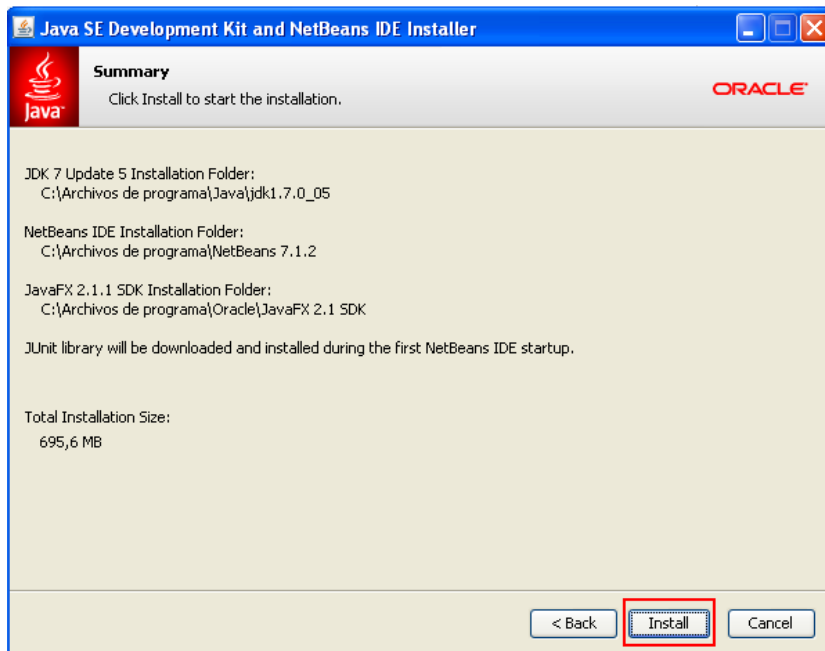 Java SE Development Kit and NetBeans IDE Installer
Summary
Click Install to start the installation.
Java
ORACLE
JDK 7 Update 5 Installation Folder:
C:\Archivos de programa\Java\jdk1.7.0_05
NetBeans IDE Installation Folder:
C:\Archivos de programa\NetBeans 7.1.2
JavaFX 2.1.1 SDK Installation Folder:
C:\Archivos de programa\Oracle\JavaFX 2.1 SDK
JUnit library will be downloaded and installed during the first NetBeans IDE startup.
Total Installation Size:
695,6 MB
< Back
Install
Cancel